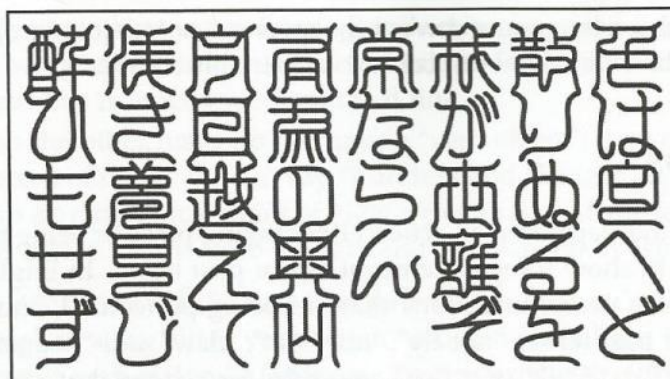 色は匂へど
散りぬるを
我が世誰ぞ
常ならん
有為の奥山
今日越えて
浅き夢見じ
酔ひもせず